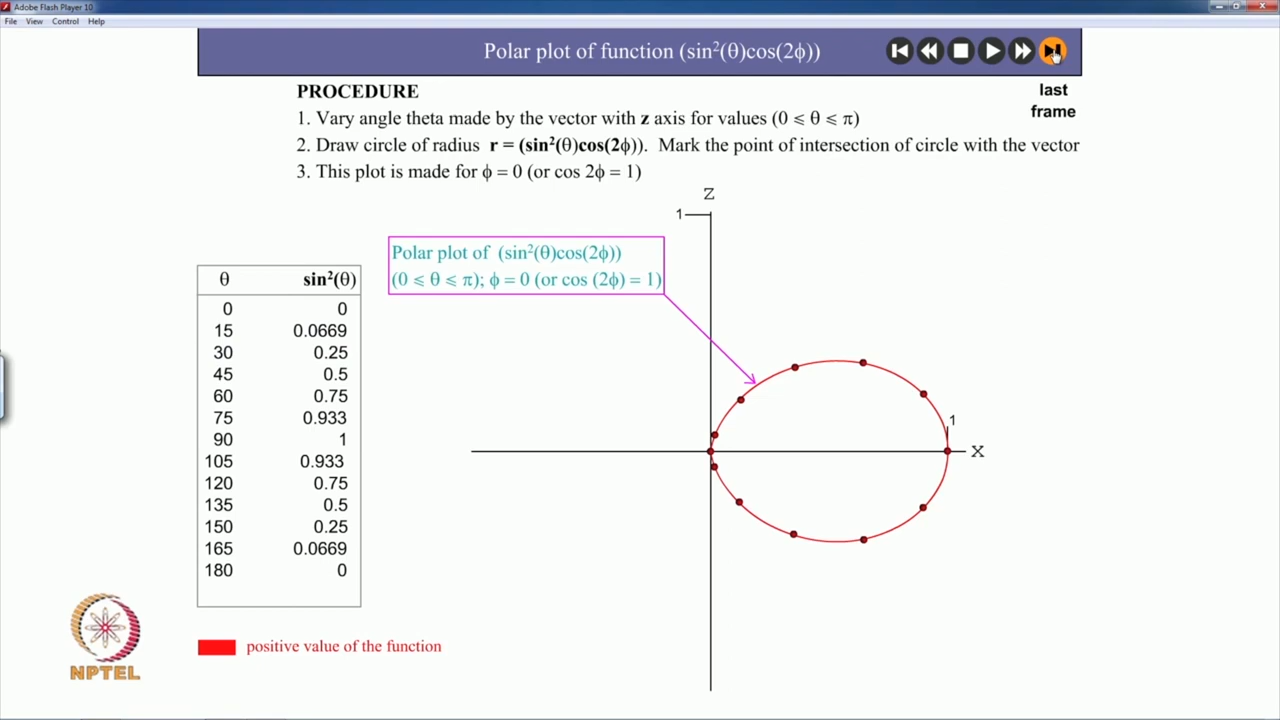 Adobe Flash Player 10
File View Control Help
Polar plot of function (sin²(θ)cos(2ϕ))
last
frame
PROCEDURE
1. Vary angle theta made by the vector with z axis for values (0 ⩽ θ ⩽ π)
2. Draw circle of radius r = (sin²(θ)cos(2ϕ)). Mark the point of intersection of circle with the vector
3. This plot is made for ϕ = 0 (or cos 2ϕ = 1)
Z
1
Polar plot of (sin²(θ)cos(2ϕ))
(0 ⩽ θ ⩽ π); ϕ = 0 (or cos (2ϕ) = 1)
θ sin²(θ)
0 0
15 0.0669
30 0.25
45 0.5
60 0.75
75 0.933
90 1
105 0.933
120 0.75
135 0.5
150 0.25
165 0.0669
180 0
1
X
positive value of the function
NPTEL